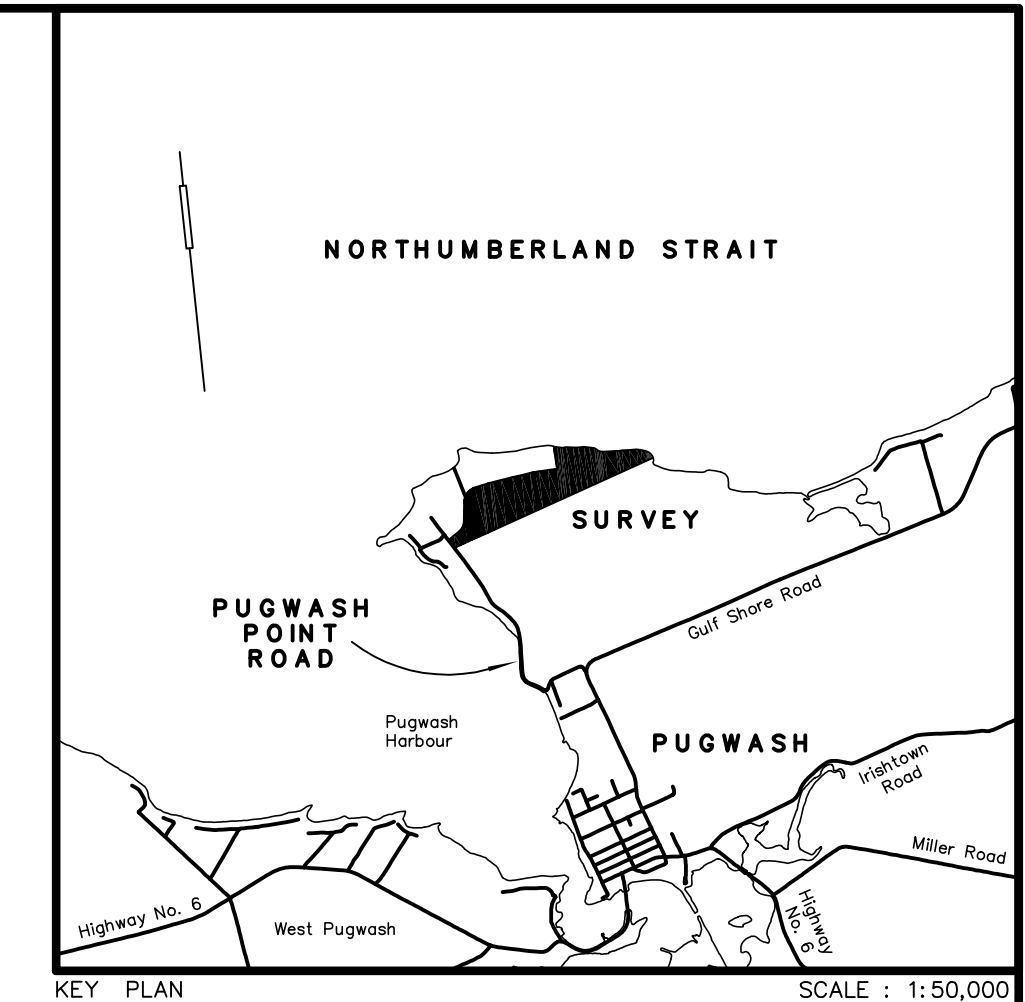 NORTHUMBERLAND STRAIT
SURVEY
PUGWASH
POINT
ROAD
Gulf Shore Road
Pugwash
Harbour
PUGWASH
Irishtown
Road
Miller Road
Highway No. 6
West Pugwash
Highway
No. 6
KEY PLAN
SCALE : 1:50,000